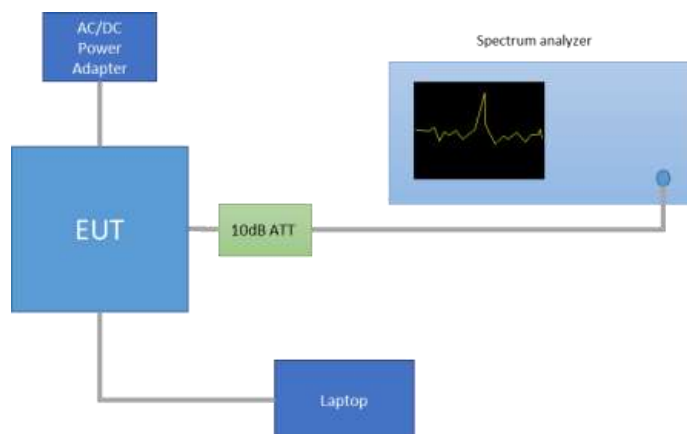 AC/DC
Power
Adapter
Spectrum analyzer
EUT
10dB ATT
Laptop